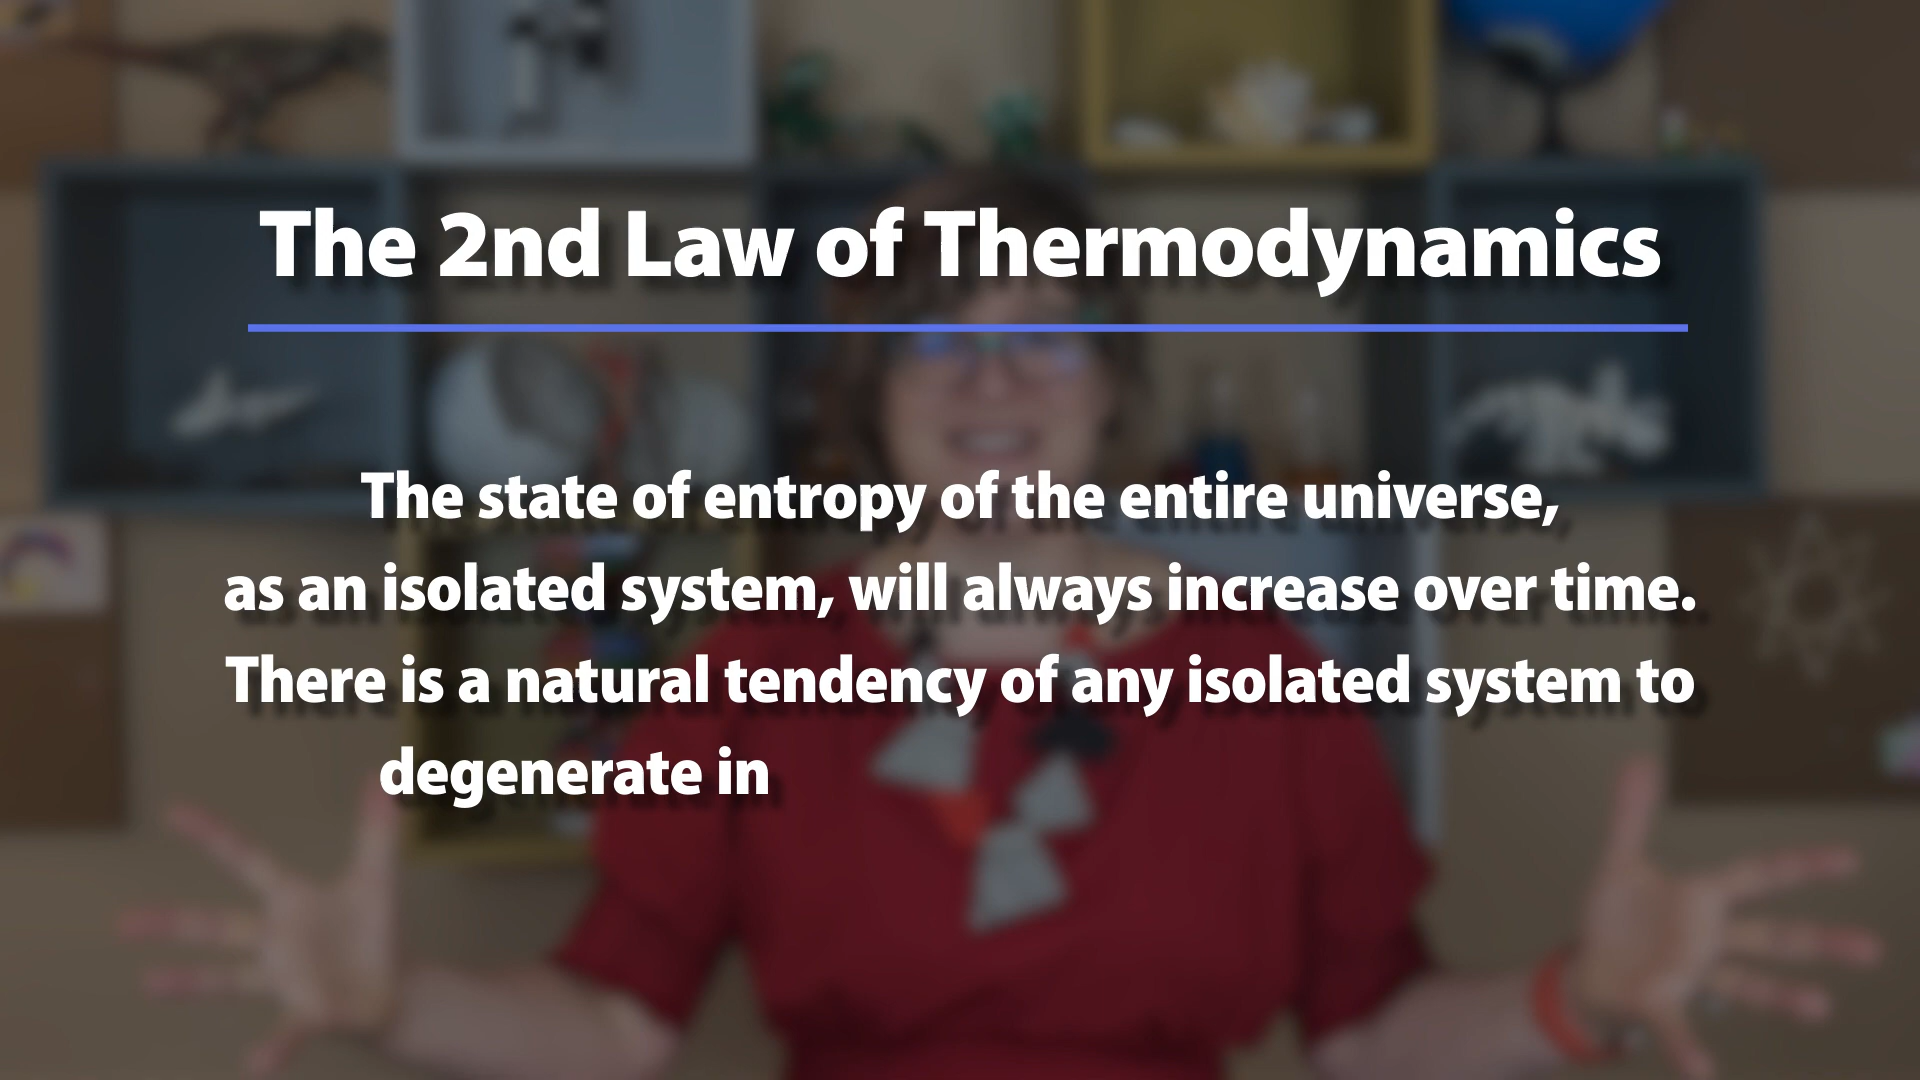 The 2nd Law of Thermodynamics
The state of entropy of the entire universe,
as an isolated system, will always increase over time.
There is a natural tendency of any isolated system to
degenerate in